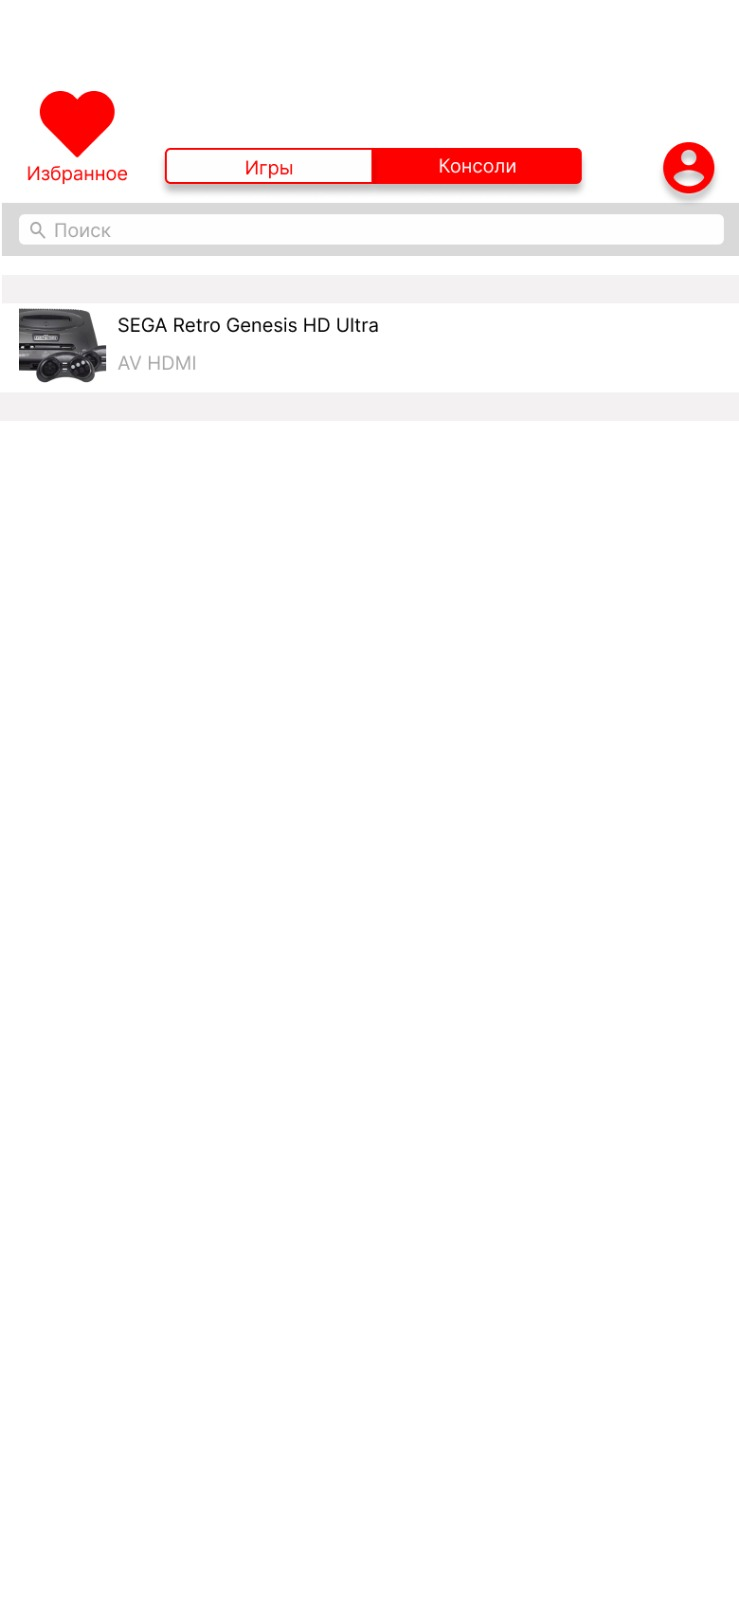 Избранное
Игры
Консоли
Поиск
SEGA Retro Genesis HD Ultra
AV HDMI